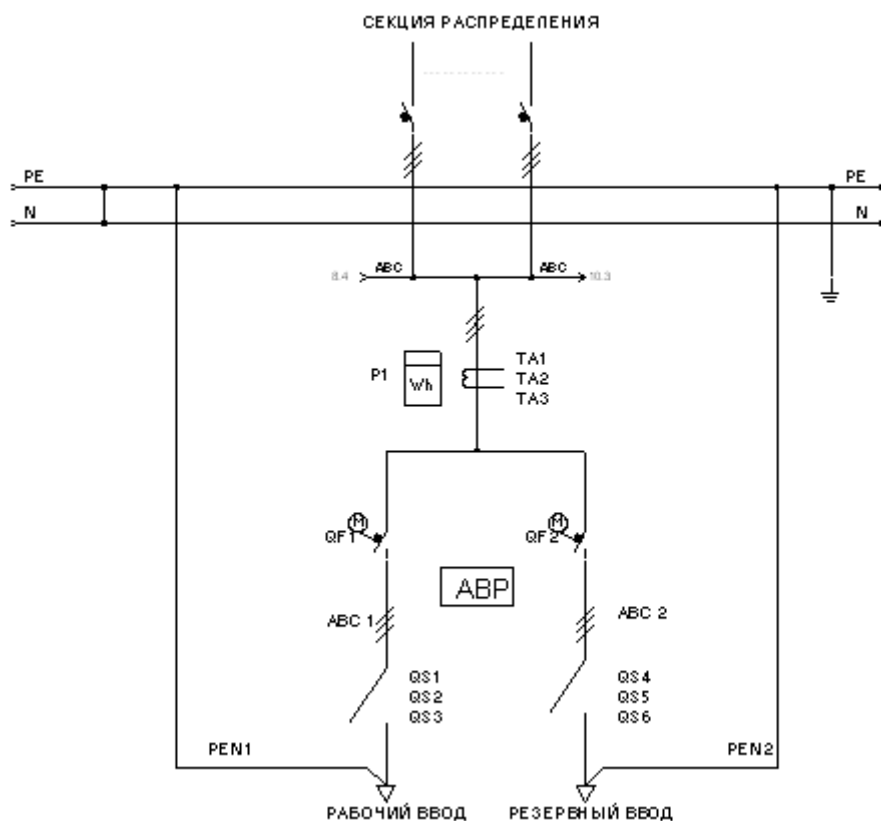 СЕКЦИЯ РАСПРЕДЕЛЕНИЯ
PE PE
N N
8.4 ABC ABC 10.3
P1 Wh TA1
TA2
TA3
M M
QF1 QF2
АВР
ABC 1 ABC 2
QS1 QS4
QS2 QS5
QS3 QS6
PEN1 PEN2
РАБОЧИЙ ВВОД РЕЗЕРВНЫЙ ВВОД